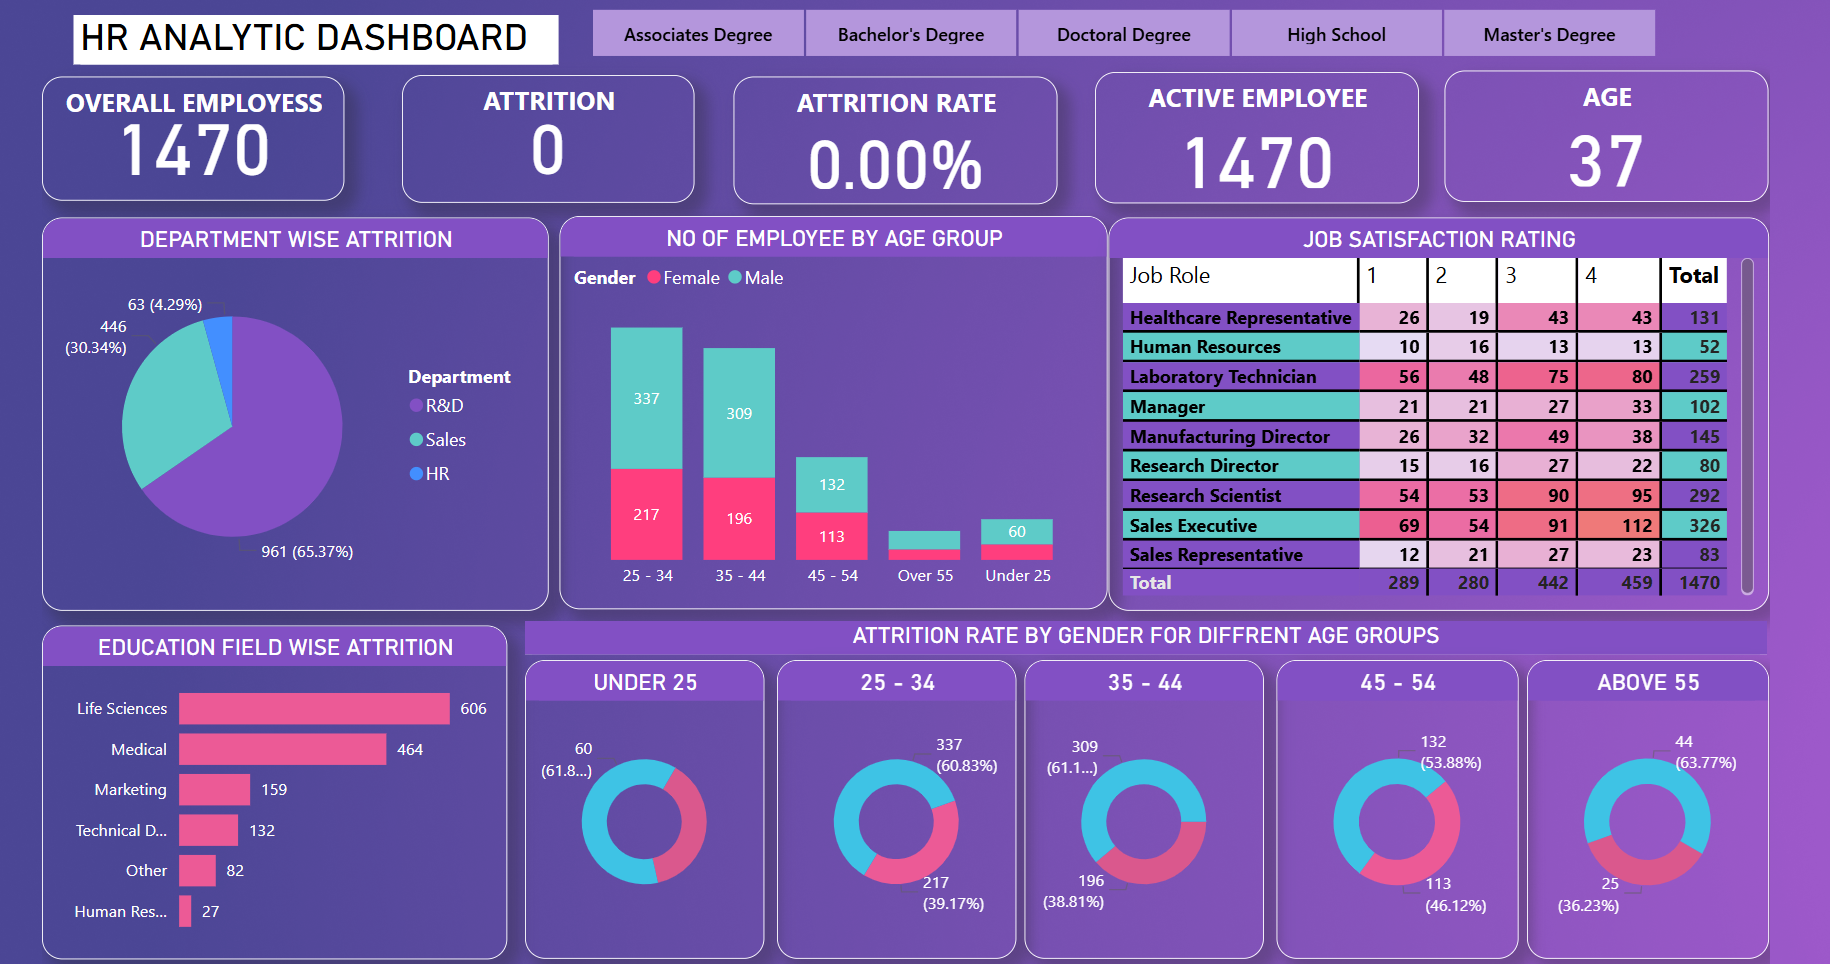 HR ANALYTIC DASHBOARD
Associates Degree
Bachelor's Degree
Doctoral Degree
High School
Master's Degree
OVERALL EMPLOYESS
1470
ATTRITION
0
ATTRITION RATE
0.00%
ACTIVE EMPLOYEE
1470
AGE
37
DEPARTMENT WISE ATTRITION
63 (4.29%)
446
(30.34%)
961 (65.37%)
Department
R&D
Sales
HR
NO OF EMPLOYEE BY AGE GROUP
Gender Female Male
337
217
309
196
132
113
60
25 - 34
35 - 44
45 - 54
Over 55
Under 25
JOB SATISFACTION RATING
Job Role 1 2 3 4 Total
Healthcare Representative 26 19 43 43 131
Human Resources 10 16 13 13 52
Laboratory Technician 56 48 75 80 259
Manager 21 21 27 33 102
Manufacturing Director 26 32 49 38 145
Research Director 15 16 27 22 80
Research Scientist 54 53 90 95 292
Sales Executive 69 54 91 112 326
Sales Representative 12 21 27 23 83
Total 289 280 442 459 1470
EDUCATION FIELD WISE ATTRITION
Life Sciences 606
Medical 464
Marketing 159
Technical D... 132
Other 82
Human Res... 27
ATTRITION RATE BY GENDER FOR DIFFRENT AGE GROUPS
UNDER 25
60
(61.8...)
25 - 34
337
(60.83%)
217
(39.17%)
35 - 44
309
(61.1...)
196
(38.81%)
45 - 54
132
(53.88%)
113
(46.12%)
ABOVE 55
44
(63.77%)
25
(36.23%)